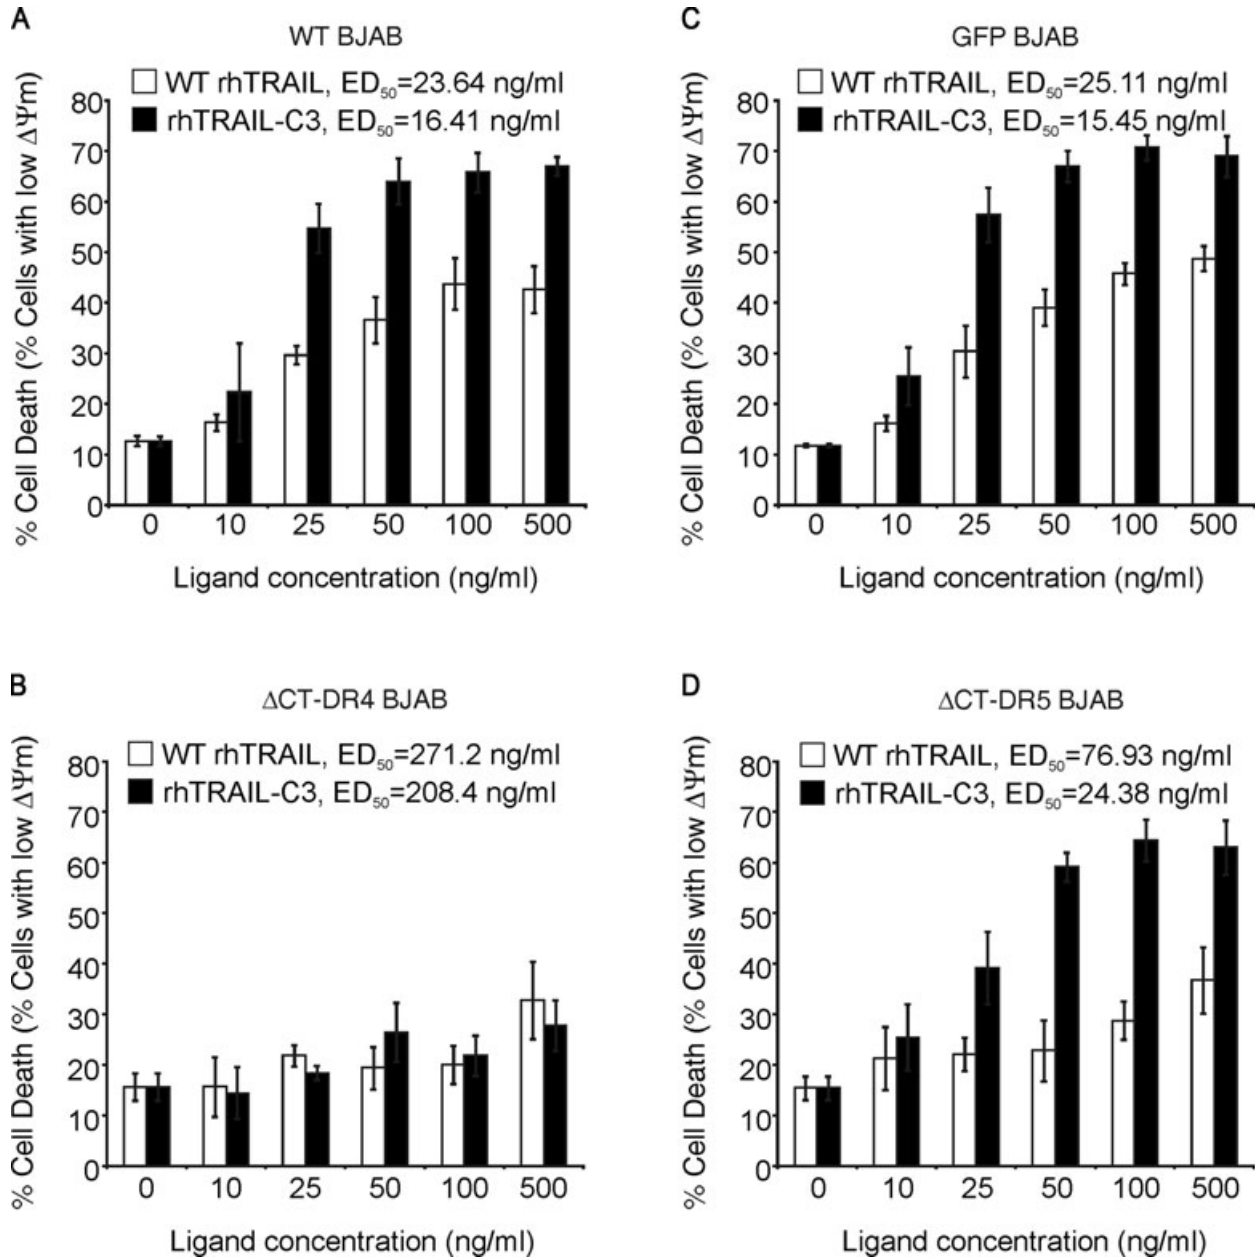 A
WT BJAB
% Cell Death (% Cells with low ΔΨm)
WT rhTRAIL, ED₅₀=23.64 ng/ml
rhTRAIL-C3, ED₅₀=16.41 ng/ml
80
70
60
50
40
30
20
10
0
0 10 25 50 100 500
Ligand concentration (ng/ml)
C
GFP BJAB
% Cell Death (% Cells with low ΔΨm)
WT rhTRAIL, ED₅₀=25.11 ng/ml
rhTRAIL-C3, ED₅₀=15.45 ng/ml
80
70
60
50
40
30
20
10
0
0 10 25 50 100 500
Ligand concentration (ng/ml)
B
ΔCT-DR4 BJAB
% Cell Death (% Cells with low ΔΨm)
WT rhTRAIL, ED₅₀=271.2 ng/ml
rhTRAIL-C3, ED₅₀=208.4 ng/ml
80
70
60
50
40
30
20
10
0
0 10 25 50 100 500
Ligand concentration (ng/ml)
D
ΔCT-DR5 BJAB
% Cell Death (% Cells with low ΔΨm)
WT rhTRAIL, ED₅₀=76.93 ng/ml
rhTRAIL-C3, ED₅₀=24.38 ng/ml
80
70
60
50
40
30
20
10
0
0 10 25 50 100 500
Ligand concentration (ng/ml)